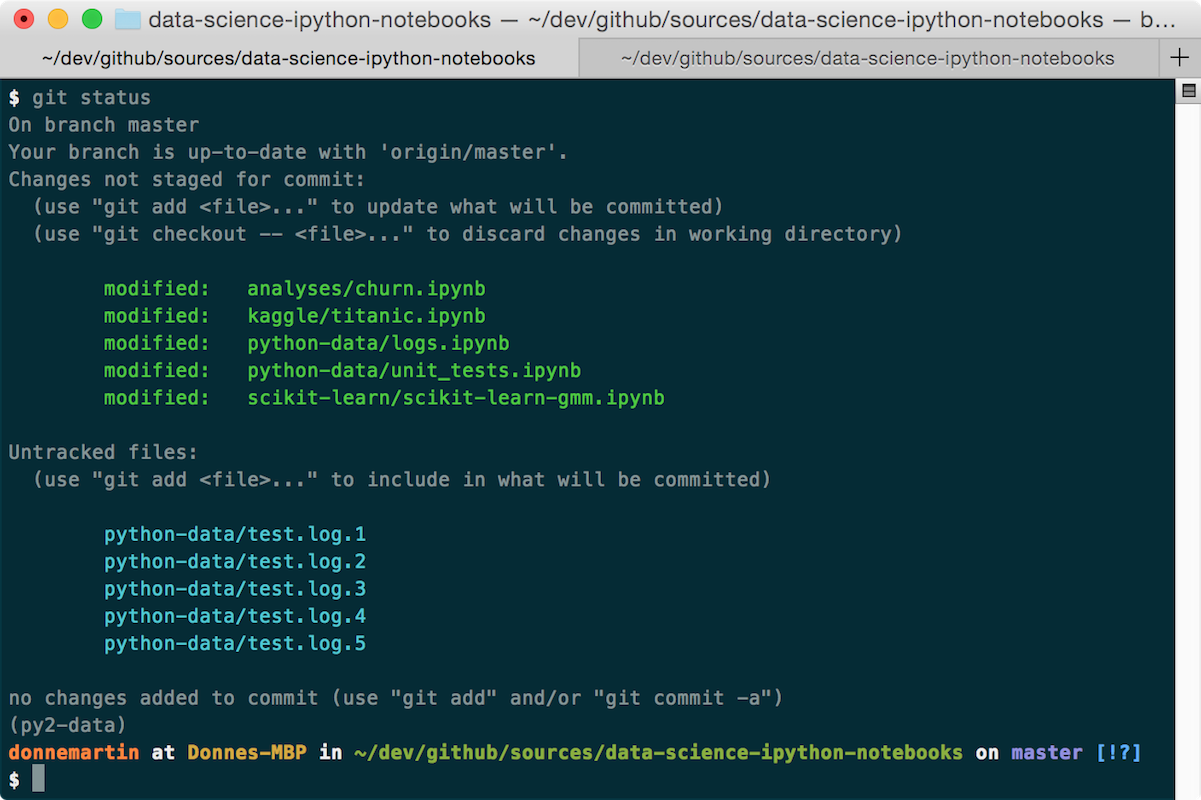 data-science-ipython-notebooks — ~/dev/github/sources/data-science-ipython-notebooks — b...
~/dev/github/sources/data-science-ipython-notebooks
~/dev/github/sources/data-science-ipython-notebooks
$ git status
On branch master
Your branch is up-to-date with 'origin/master'.
Changes not staged for commit:
  (use "git add <file>..." to update what will be committed)
  (use "git checkout -- <file>..." to discard changes in working directory)
        modified:   analyses/churn.ipynb
        modified:   kaggle/titanic.ipynb
        modified:   python-data/logs.ipynb
        modified:   python-data/unit_tests.ipynb
        modified:   scikit-learn/scikit-learn-gmm.ipynb
Untracked files:
  (use "git add <file>..." to include in what will be committed)
        python-data/test.log.1
        python-data/test.log.2
        python-data/test.log.3
        python-data/test.log.4
        python-data/test.log.5
no changes added to commit (use "git add" and/or "git commit -a")
(py2-data)
donnemartin at Donnes-MBP in ~/dev/github/sources/data-science-ipython-notebooks on master [!?]
$